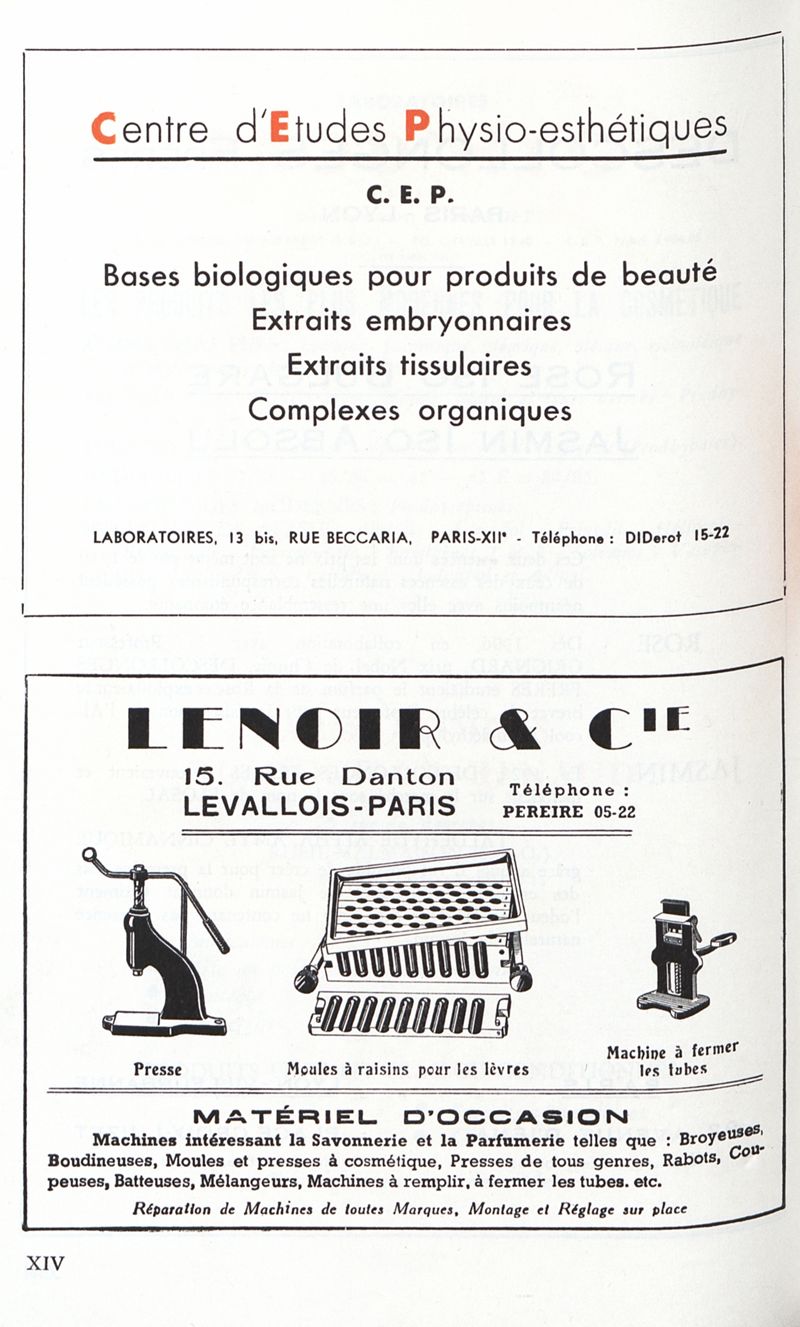 Centre d'Etudes Physio-esthétiques
C. E. P.
Bases biologiques pour produits de beauté
Extraits embryonnaires
Extraits tissulaires
Complexes organiques
LABORATOIRES, 13 bis, RUE BECCARIA, PARIS-XIIᵉ - Téléphone : DIDerot 15-22
LENOIR & CIE
15, Rue Danton
LEVALLOIS-PARIS
Téléphone :
PEREIRE 05-22
Presse
Moules à raisins pour les lèvres
Machine à fermer
les tubes
MATÉRIEL D'OCCASION
Machines intéressant la Savonnerie et la Parfumerie telles que : Broyeuses,
Boudineuses, Moules et presses à cosmétique, Presses de tous genres, Rabots, Cou-
peuses, Batteuses, Mélangeurs, Machines à remplir, à fermer les tubes. etc.
Réparation de Machines de toutes Marques, Montage et Réglage sur place
XIV